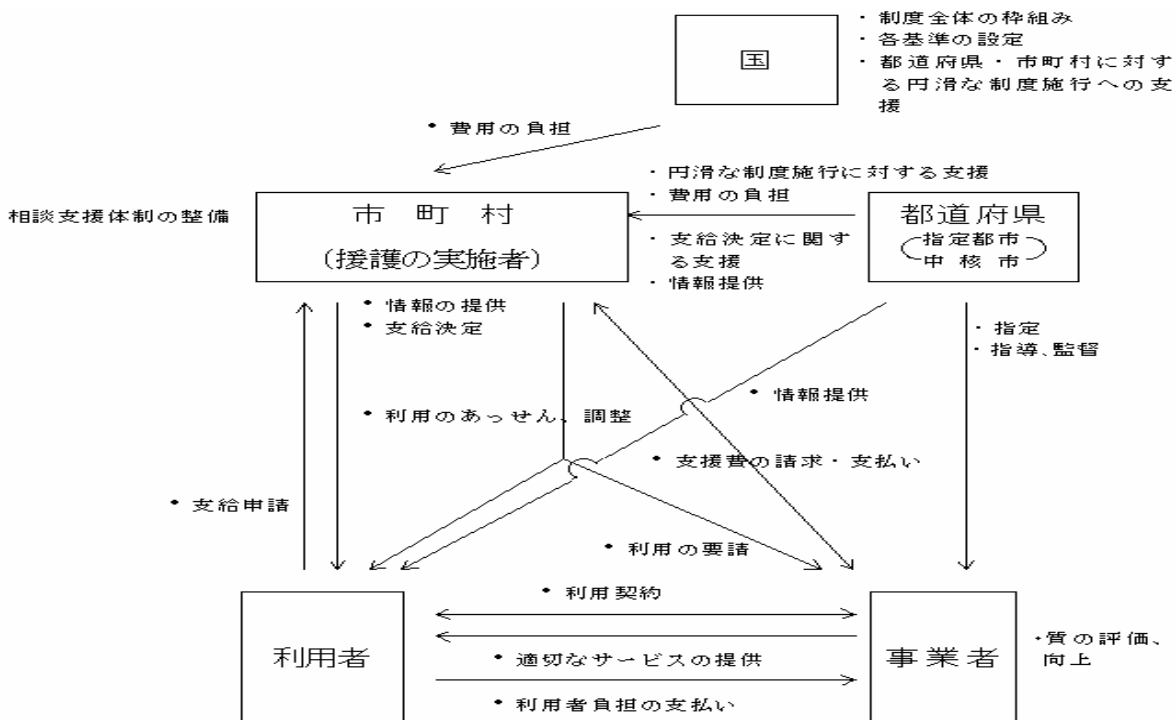 ・制度全体の枠組み
・各基準の設定
・都道府県・市町村に対す
る円滑な制度施行への支
援
国
・費用の負担
・円滑な制度施行に対する支援
・費用の負担
相談支援体制の整備
市 町 村
(援護の実施者)
都道府県
(指定都市
中 核 市)
・支給決定に関す
る支援
・情報提供
・情報の提供
・支給決定
・指定
・指導、監督
・情報提供
・利用のあっせん、調整
・支援費の請求・支払い
・支給申請
・利用の要請
・利用契約
利用者
事業者
・適切なサービスの提供
・質の評価、
向上
・利用者負担の支払い